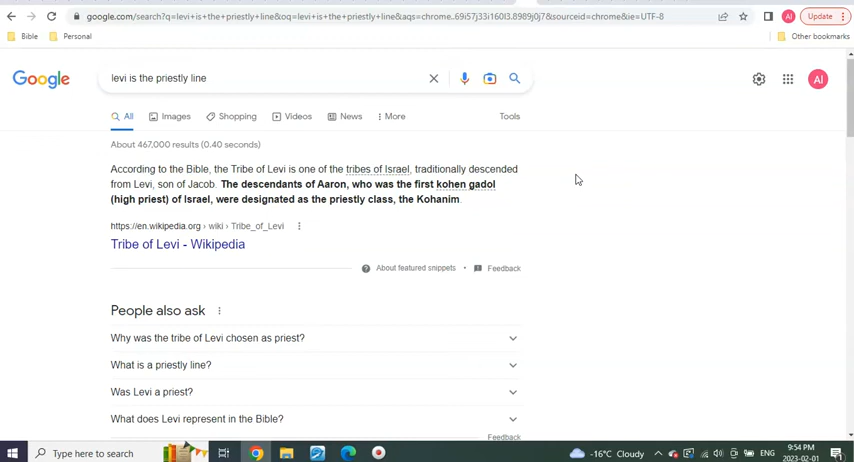 google.com/search?q=levi+is+the+priestly+line&oq=levi+is+the+priestly+line&aqs=chrome..69i57j33i160l3.8989j0j7&sourceid=chrome&ie=UTF-8
AI
Update
Bible
Personal
Other bookmarks
Google
levi is the priestly line
AI
All
Images
Shopping
Videos
News
More
Tools
About 467,000 results (0.40 seconds)
According to the Bible, the Tribe of Levi is one of the tribes of Israel, traditionally descended
from Levi, son of Jacob. The descendants of Aaron, who was the first kohen gadol
(high priest) of Israel, were designated as the priestly class, the Kohanim.
https://en.wikipedia.org › wiki › Tribe_of_Levi
Tribe of Levi - Wikipedia
About featured snippets • Feedback
People also ask
Why was the tribe of Levi chosen as priest?
What is a priestly line?
Was Levi a priest?
What does Levi represent in the Bible?
Feedback
Type here to search
-16°C Cloudy
ENG
9:54 PM
2023-02-01
1